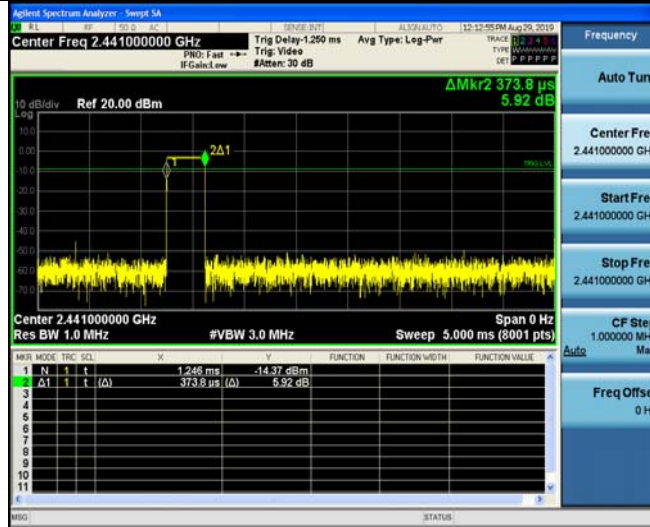 Agilent Spectrum Analyzer - Swept SA
RL RF 50 Ω AC SENSE:INT ALIGN AUTO 12:12:55 PM Aug 29, 2019
Center Freq 2.441000000 GHz
PNO: Fast
IFGain:Low
Trig Delay-1.250 ms
Trig: Video
#Atten: 30 dB
Avg Type: Log-Pwr
TRACE 1 2 3 4 5 6
TYPE
DET P P P P P P
ΔMkr2 373.8 µs
5.92 dB
10 dB/div Ref 20.00 dBm
Log
10.0
0.00
-10.0
-20.0
-30.0
-40.0
-50.0
-60.0
-70.0
1
2Δ1
TRIG LVL
Center 2.441000000 GHz Span 0 Hz
Res BW 1.0 MHz #VBW 3.0 MHz Sweep 5.000 ms (8001 pts)
MKR MODE TRC SCL X Y FUNCTION FUNCTION WIDTH FUNCTION VALUE
1 N 1 t 1.246 ms -14.37 dBm
2 Δ1 1 t (Δ) 373.8 µs (Δ) 5.92 dB
3
4
5
6
7
8
9
10
11
MSG STATUS
Frequency
Auto Tun
Center Fre
2.441000000 GH
Start Fre
2.441000000 GH
Stop Fre
2.441000000 GH
CF Ste
1.000000 MH
Auto Ma
Freq Offse
0 H